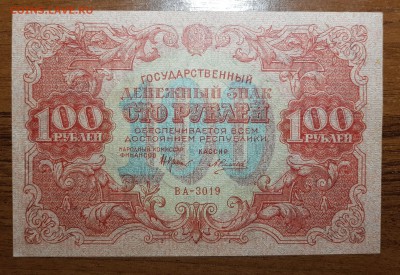 COINS.LAVE.RU
ГОСУДАРСТВЕННЫЙ
ДЕНЕЖНЫЙ ЗНАК
100 РУБЛЕЙ
СТО РУБЛЕЙ
100 РУБЛЕЙ
ОБЕСПЕЧИВАЕТСЯ ВСЕМ
ДОСТОЯНИЕМ РЕСПУБЛИКИ.
НАРОДНЫЙ КОМИССАР
ФИНАНСОВ
КАССИР
ВА-3019